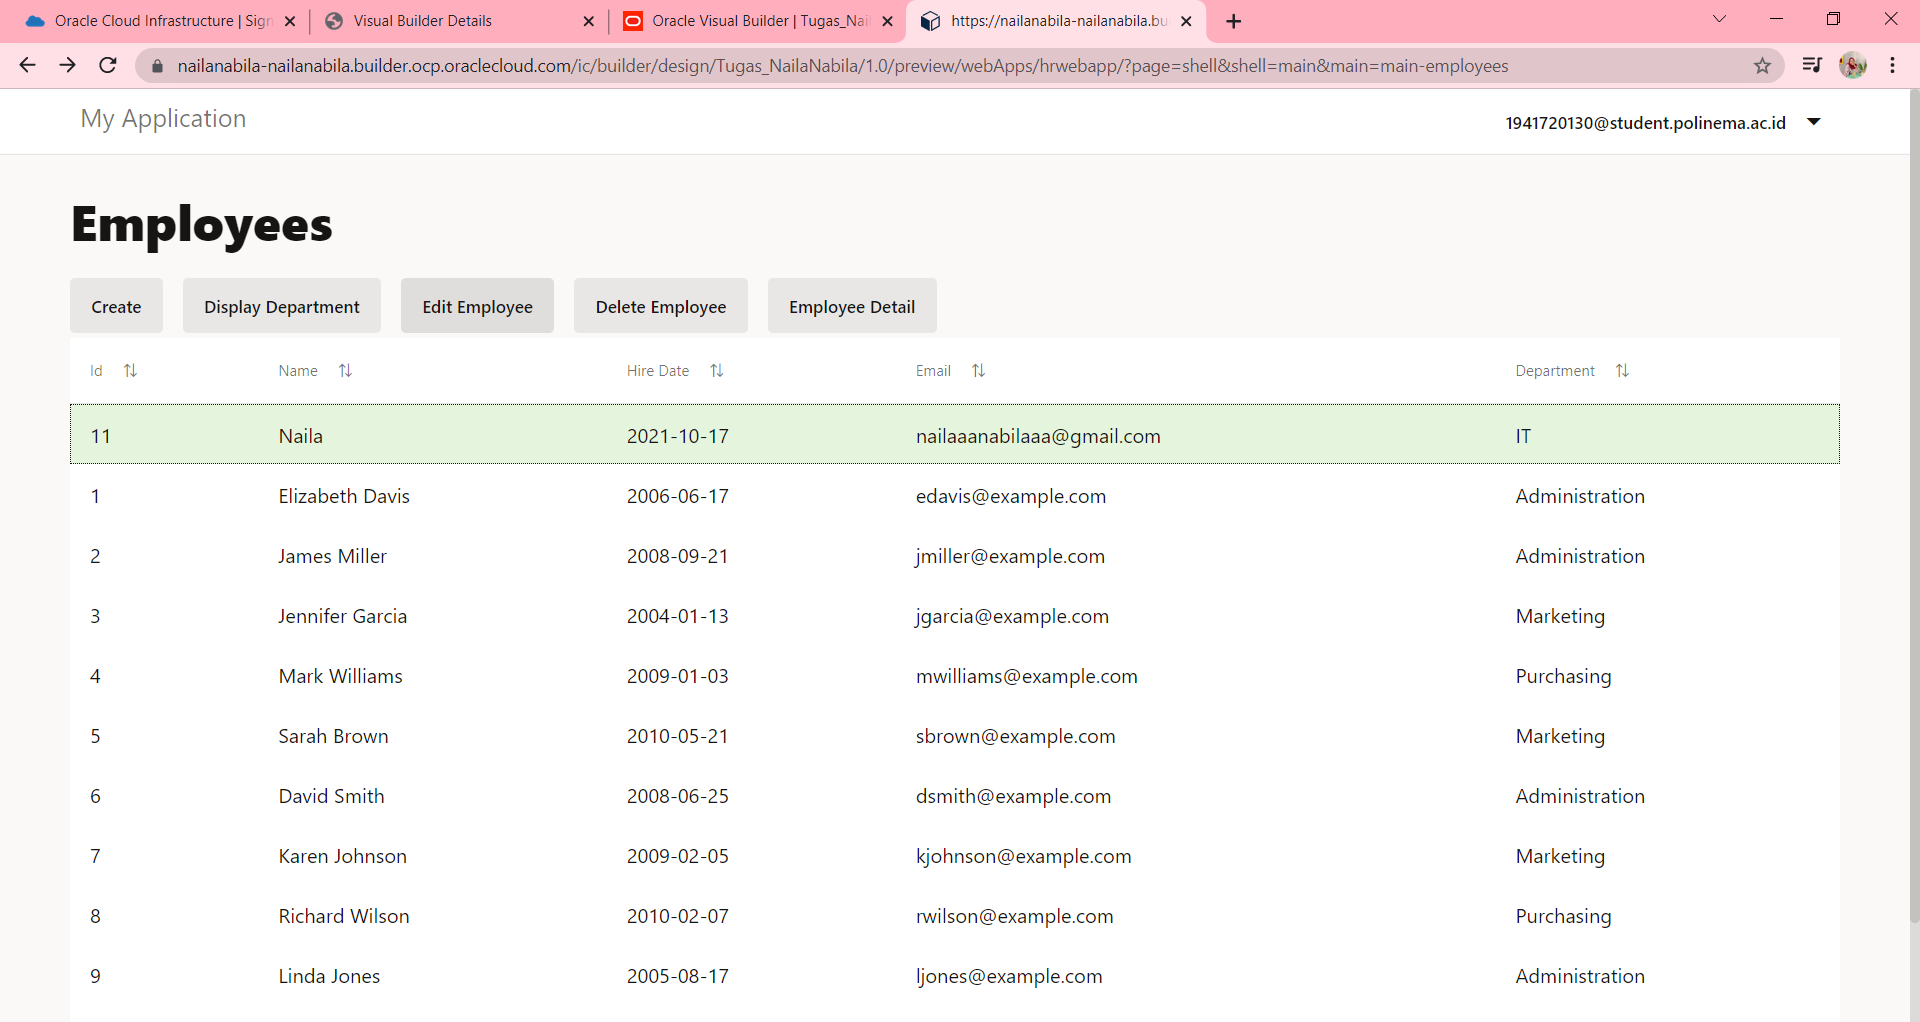 Oracle Cloud Infrastructure | Sign
Visual Builder Details
Oracle Visual Builder | Tugas_Nail
https://nailanabila-nailanabila.bu
nailanabila-nailanabila.builder.ocp.oraclecloud.com/ic/builder/design/Tugas_NailaNabila/1.0/preview/webApps/hrwebapp/?page=shell&shell=main&main=main-employees
My Application
1941720130@student.polinema.ac.id
Employees
Create Display Department Edit Employee Delete Employee Employee Detail
Id Name Hire Date Email Department
11 Naila 2021-10-17 nailaaanabilaaa@gmail.com IT
1 Elizabeth Davis 2006-06-17 edavis@example.com Administration
2 James Miller 2008-09-21 jmiller@example.com Administration
3 Jennifer Garcia 2004-01-13 jgarcia@example.com Marketing
4 Mark Williams 2009-01-03 mwilliams@example.com Purchasing
5 Sarah Brown 2010-05-21 sbrown@example.com Marketing
6 David Smith 2008-06-25 dsmith@example.com Administration
7 Karen Johnson 2009-02-05 kjohnson@example.com Marketing
8 Richard Wilson 2010-02-07 rwilson@example.com Purchasing
9 Linda Jones 2005-08-17 ljones@example.com Administration